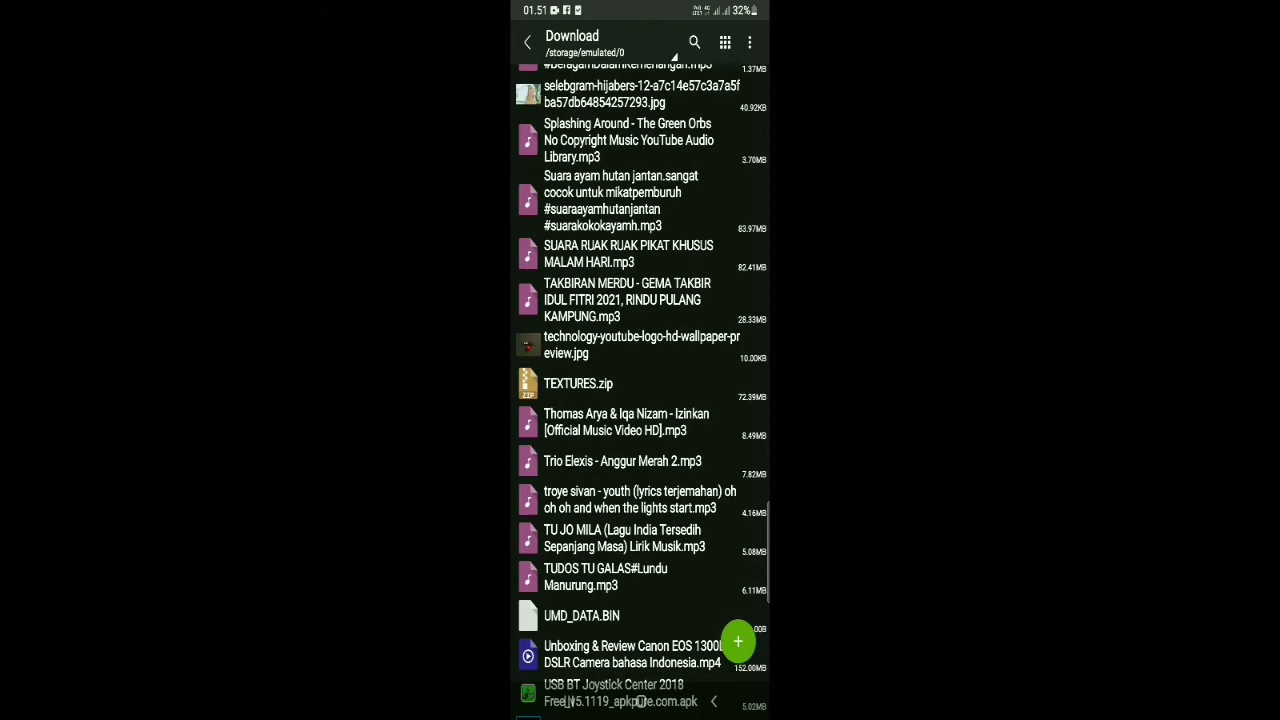 01.51
32%
Download
/storage/emulated/0
#BeragamDalamKemenangan.mp3
1.37MB
selebgram-hijabers-12-a7c14e57c3a7a5f
ba57db64854257293.jpg
40.92KB
Splashing Around - The Green Orbs
No Copyright Music YouTube Audio
Library.mp3
3.70MB
Suara ayam hutan jantan.sangat
cocok untuk mikatpemburuh
#suaraayamhutanjantan
#suarakokokayamh.mp3
83.97MB
SUARA RUAK RUAK PIKAT KHUSUS
MALAM HARI.mp3
82.41MB
TAKBIRAN MERDU - GEMA TAKBIR
IDUL FITRI 2021, RINDU PULANG
KAMPUNG.mp3
28.33MB
technology-youtube-logo-hd-wallpaper-pr
eview.jpg
10.00KB
TEXTURES.zip
ZIP
72.39MB
Thomas Arya & Iqa Nizam - Izinkan
[Official Music Video HD].mp3
8.49MB
Trio Elexis - Anggur Merah 2.mp3
7.82MB
troye sivan - youth (lyrics terjemahan) oh
oh oh and when the lights start.mp3
4.16MB
TU JO MILA (Lagu India Tersedih
Sepanjang Masa) Lirik Musik.mp3
5.08MB
TUDOS TU GALAS#Lundu
Manurung.mp3
6.11MB
UMD_DATA.BIN
Unboxing & Review Canon EOS 1300D
DSLR Camera bahasa Indonesia.mp4
152.00MB
USB BT Joystick Center 2018
Free_v5.1119_apkpure.com.apk
5.02MB